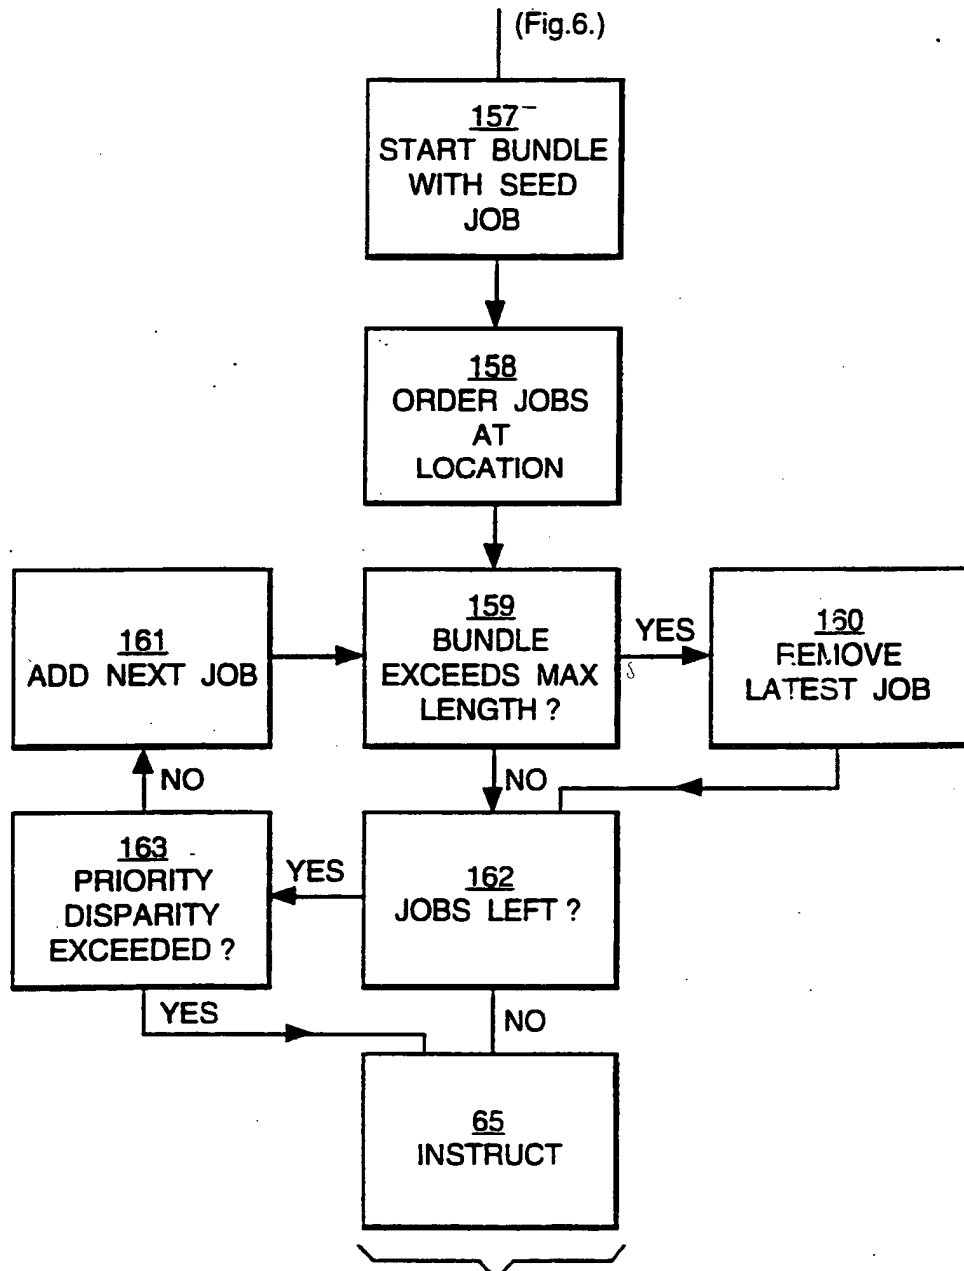 (Fig.6.)
157
START BUNDLE
WITH SEED
JOB
158
ORDER JOBS
AT
LOCATION
161
ADD NEXT JOB
159
BUNDLE
EXCEEDS MAX
LENGTH ?
YES
160
REMOVE
LATEST JOB
NO
NO
163
PRIORITY
DISPARITY
EXCEEDED ?
YES
162
JOBS LEFT ?
YES
NO
65
INSTRUCT